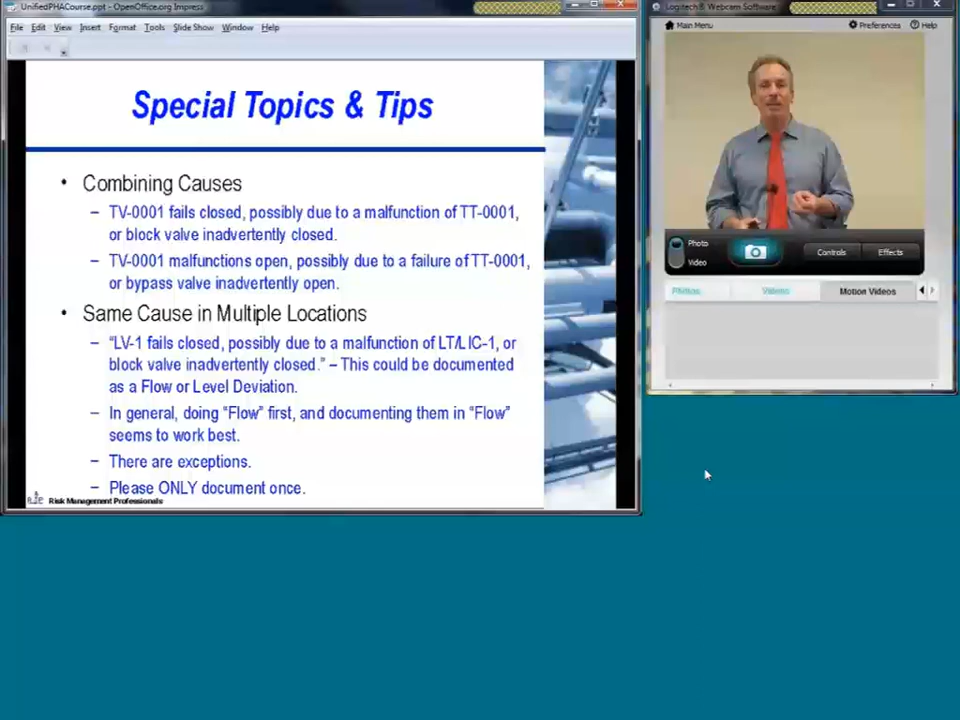 UnifiedPHACourse.ppt - OpenOffice.org Impress
File Edit View Insert Format Tools Slide Show Window Help
Special Topics & Tips
• Combining Causes
– TV-0001 fails closed, possibly due to a malfunction of TT-0001,
or block valve inadvertently closed.
– TV-0001 malfunctions open, possibly due to a failure of TT-0001,
or bypass valve inadvertently open.
• Same Cause in Multiple Locations
– “LV-1 fails closed, possibly due to a malfunction of LT/LIC-1, or
block valve inadvertently closed.” – This could be documented
as a Flow or Level Deviation.
– In general, doing “Flow” first, and documenting them in “Flow”
seems to work best.
– There are exceptions.
– Please ONLY document once.
Risk Management Professionals
Logitech® Webcam Software
Main Menu
Preferences
Help
Photo
Video
Controls
Effects
Photos
Videos
Motion Videos